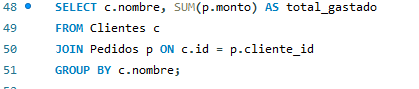 48 SELECT c.nombre, SUM(p.monto) AS total_gastado
49 FROM Clientes c
50 JOIN Pedidos p ON c.id = p.cliente_id
51 GROUP BY c.nombre;